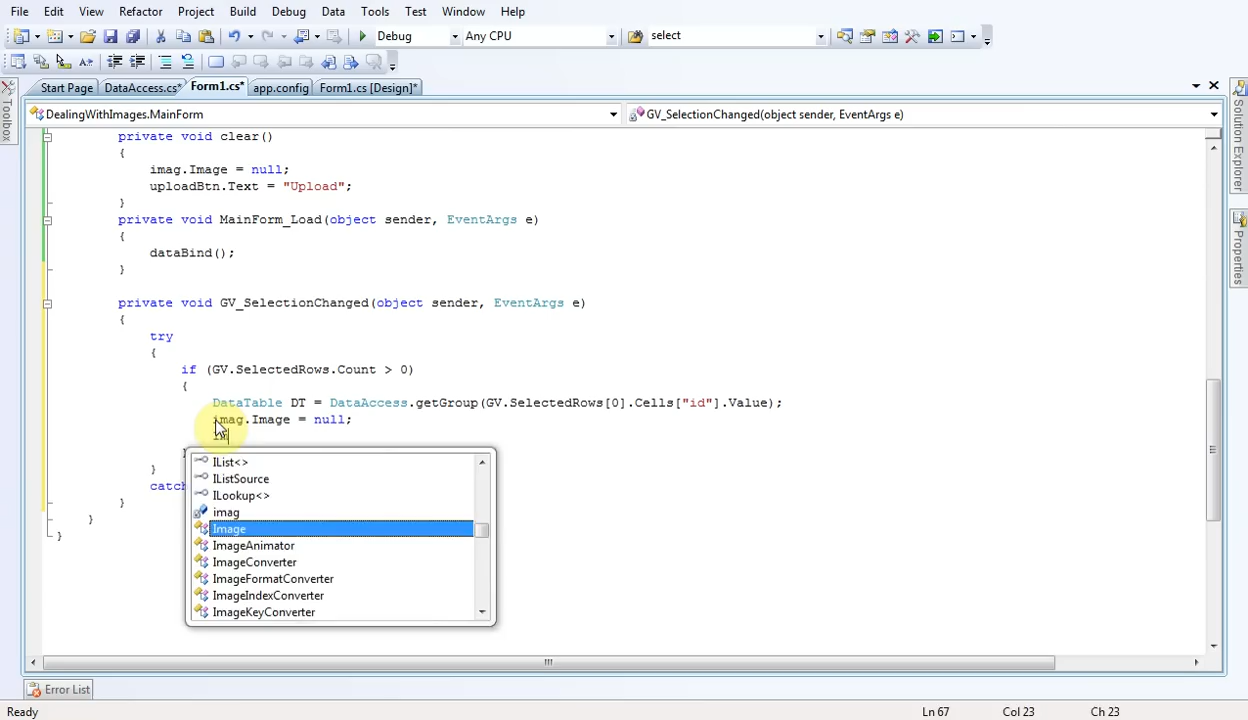 File Edit View Refactor Project Build Debug Data Tools Test Window Help
Debug Any CPU select
Start Page DataAccess.cs* Form1.cs* app.config Form1.cs [Design]*
DealingWithImages.MainForm GV_SelectionChanged(object sender, EventArgs e)
private void clear()
{
imag.Image = null;
uploadBtn.Text = "Upload";
}
private void MainForm_Load(object sender, EventArgs e)
{
dataBind();
}
private void GV_SelectionChanged(object sender, EventArgs e)
{
try
{
if (GV.SelectedRows.Count > 0)
{
DataTable DT = DataAccess.getGroup(GV.SelectedRows[0].Cells["id"].Value);
imag.Image = null;
}
}
catch
}
}
}
IList<>
IListSource
ILookup<>
imag
Image
ImageAnimator
ImageConverter
ImageFormatConverter
ImageIndexConverter
ImageKeyConverter
Toolbox
Solution Explorer
Properties
Error List
Ready Ln 67 Col 23 Ch 23